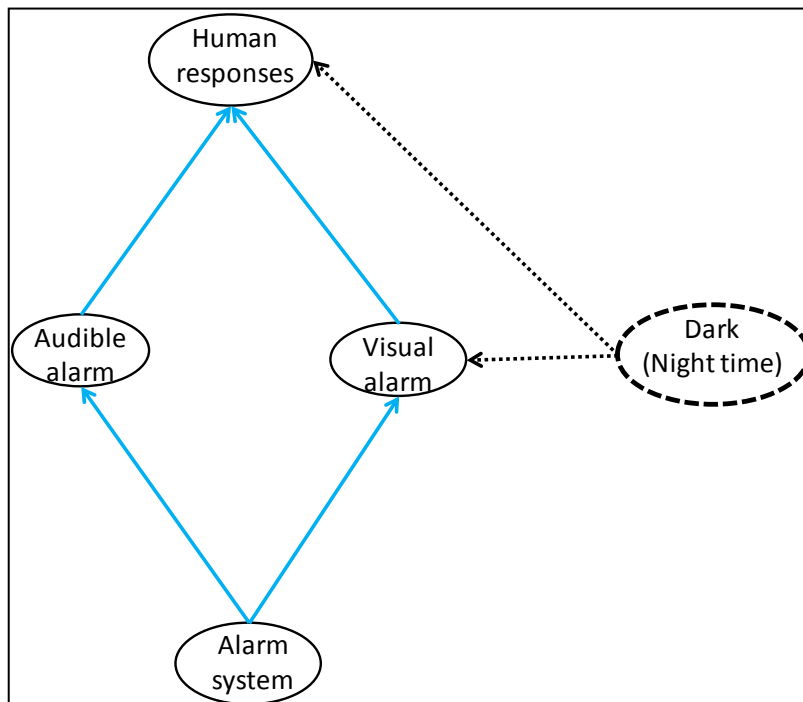 Human
responses
Audible
alarm
Visual
alarm
Dark
(Night time)
Alarm
system